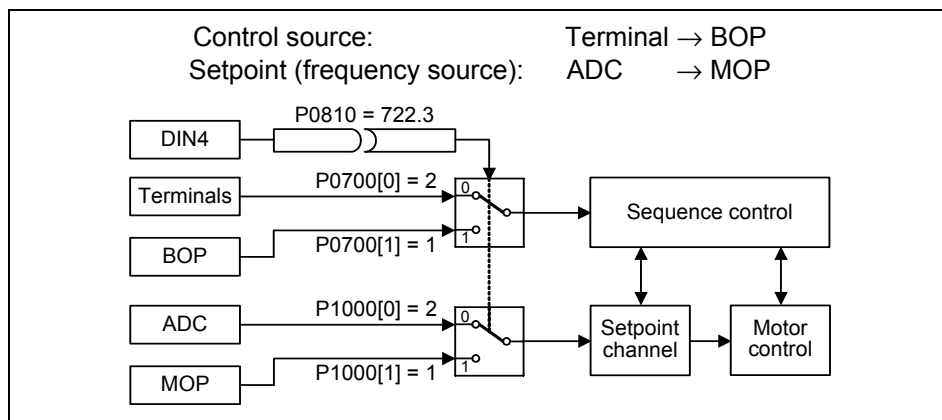 Control source: Terminal → BOP
Setpoint (frequency source): ADC → MOP
P0810 = 722.3
DIN4
Terminals
P0700[0] = 2
0
BOP
P0700[1] = 1
1
Sequence control
ADC
P1000[0] = 2
0
MOP
P1000[1] = 1
1
Setpoint
channel
Motor
control